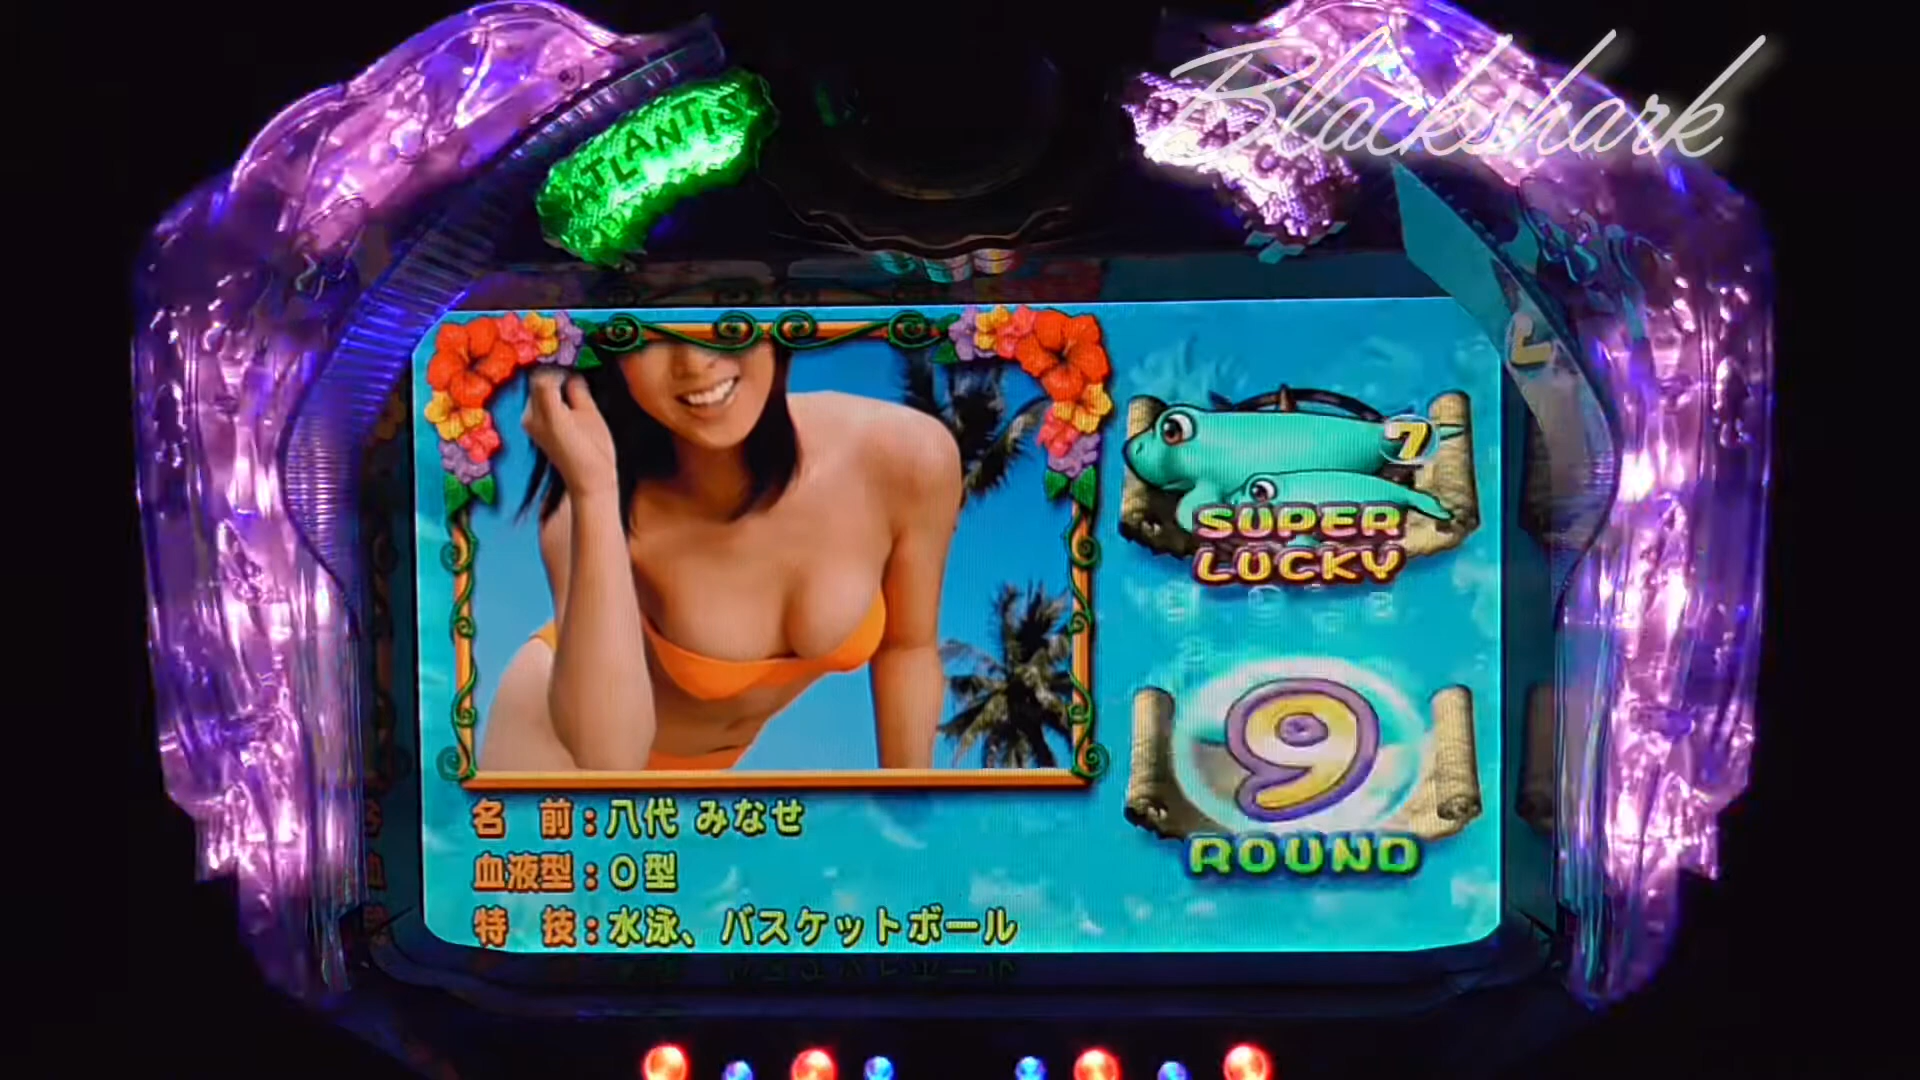 Blackshark
ATLANTIS
7
SUPER
LUCKY
9
ROUND
名 前:八代 みなせ
血液型:O型
特 技:水泳、バスケットボール